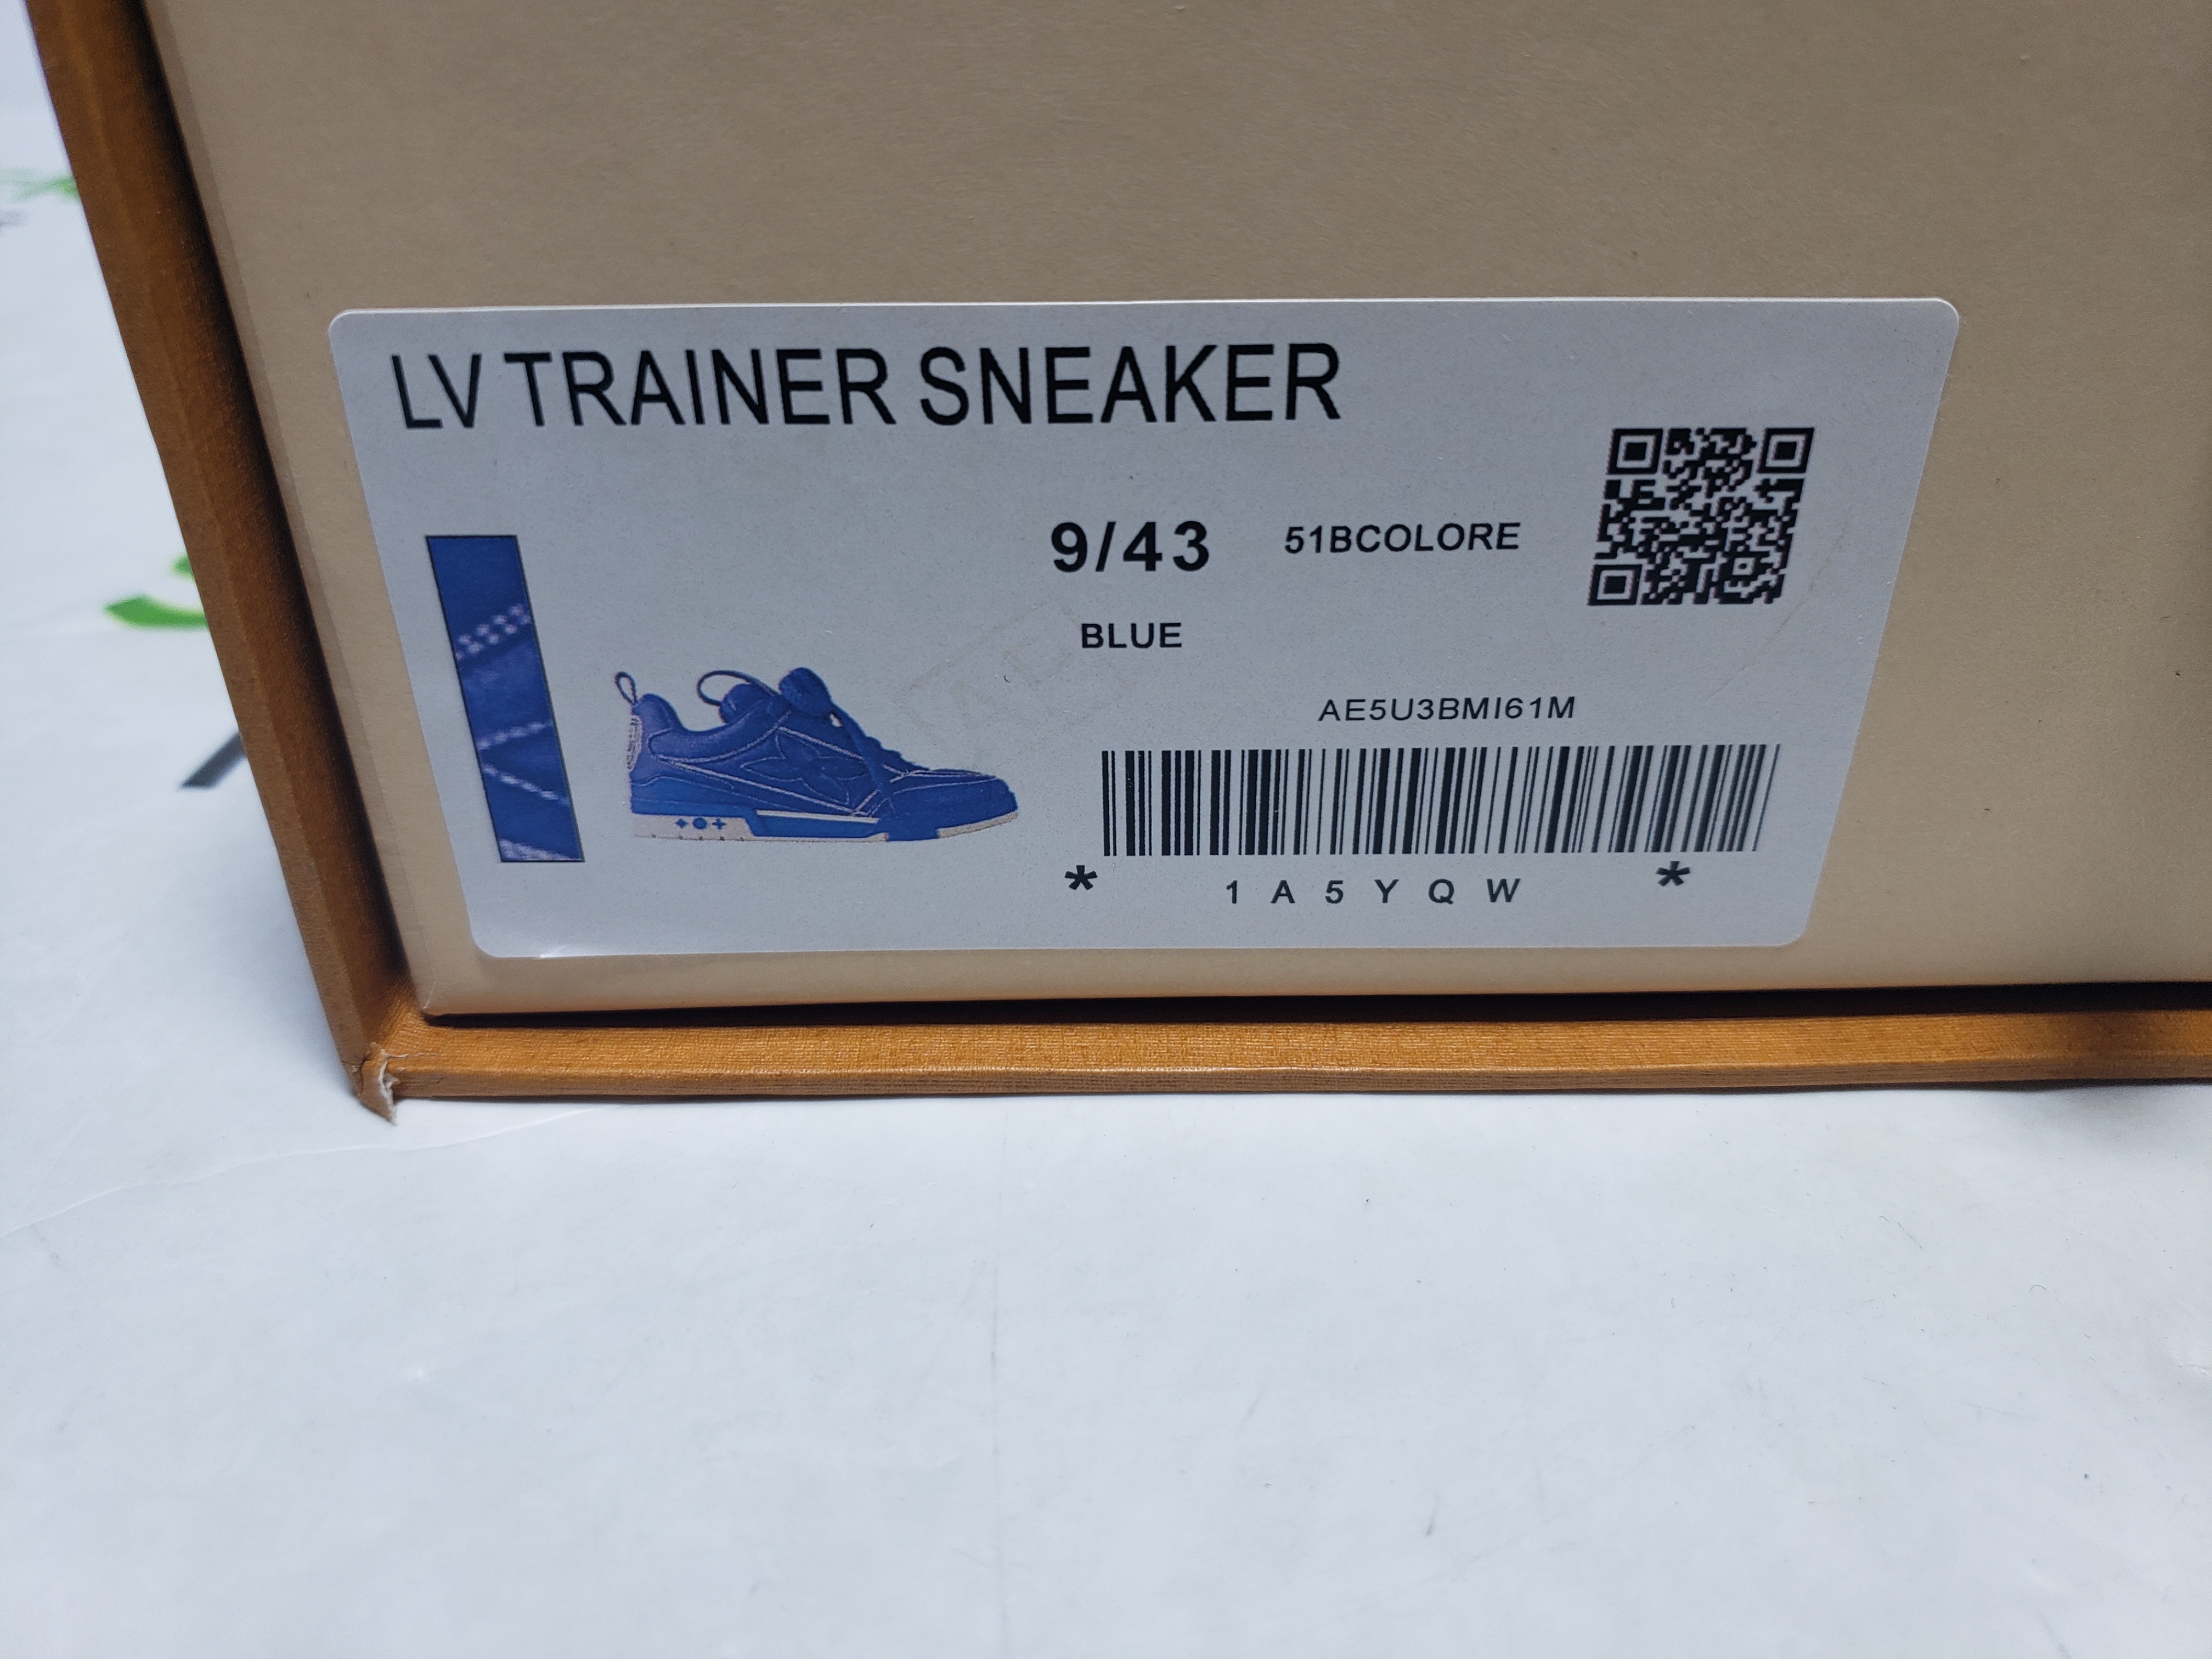 LV TRAINER SNEAKER
9/43 51BCOLORE
BLUE
AE5U3BMI61M
* 1 A 5 Y Q W *